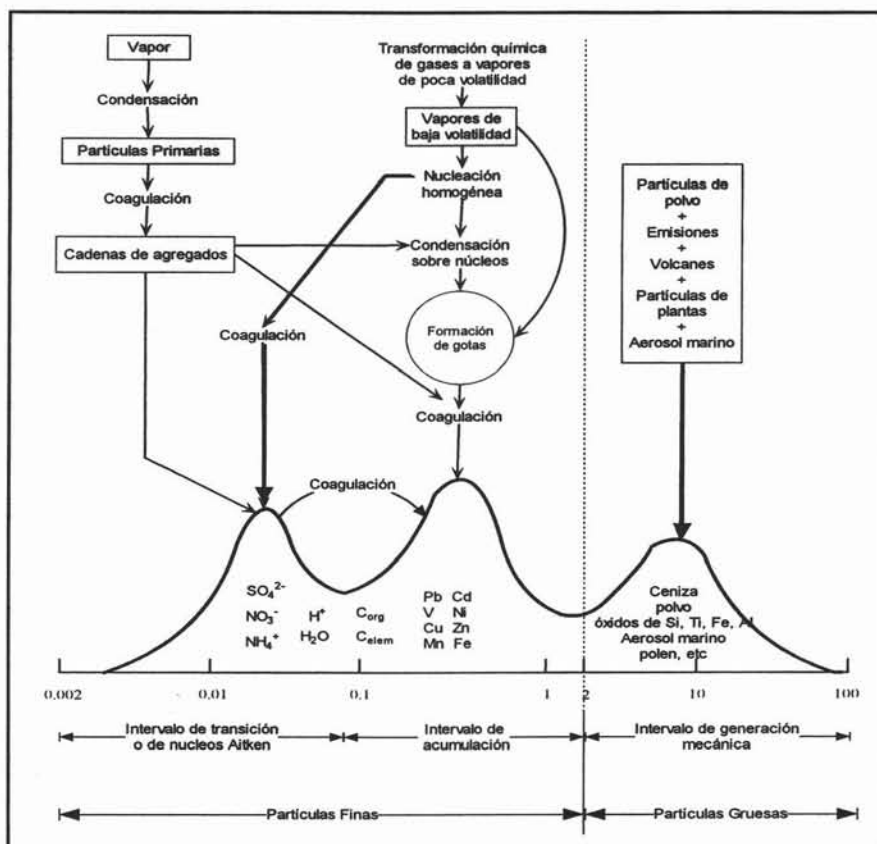 Vapor
Condensación
Partículas Primarias
Coagulación
Cadenas de agregados
Transformación química
de gases a vapores
de poca volatilidad
Vapores de
baja volatilidad
Nucleación
homogénea
Condensación
sobre núcleos
Formación
de gotas
Coagulación
Coagulación
Coagulación
Partículas de
polvo
+
Emisiones
+
Volcanes
+
Partículas de
plantas
+
Aerosol marino
SO₄²⁻
NO₃⁻ H⁺ C_org
NH₄⁺ H₂O C_elem
Pb Cd
V Ni
Cu Zn
Mn Fe
Ceniza
polvo
óxidos de Si, Ti, Fe, Al
Aerosol marino
polen, etc
0,002 0,01 0,1 1 2 10 100
Intervalo de transición
o de nucleos Aitken
Intervalo de
acumulación
Intervalo de generación
mecánica
Partículas Finas
Partículas Gruesas